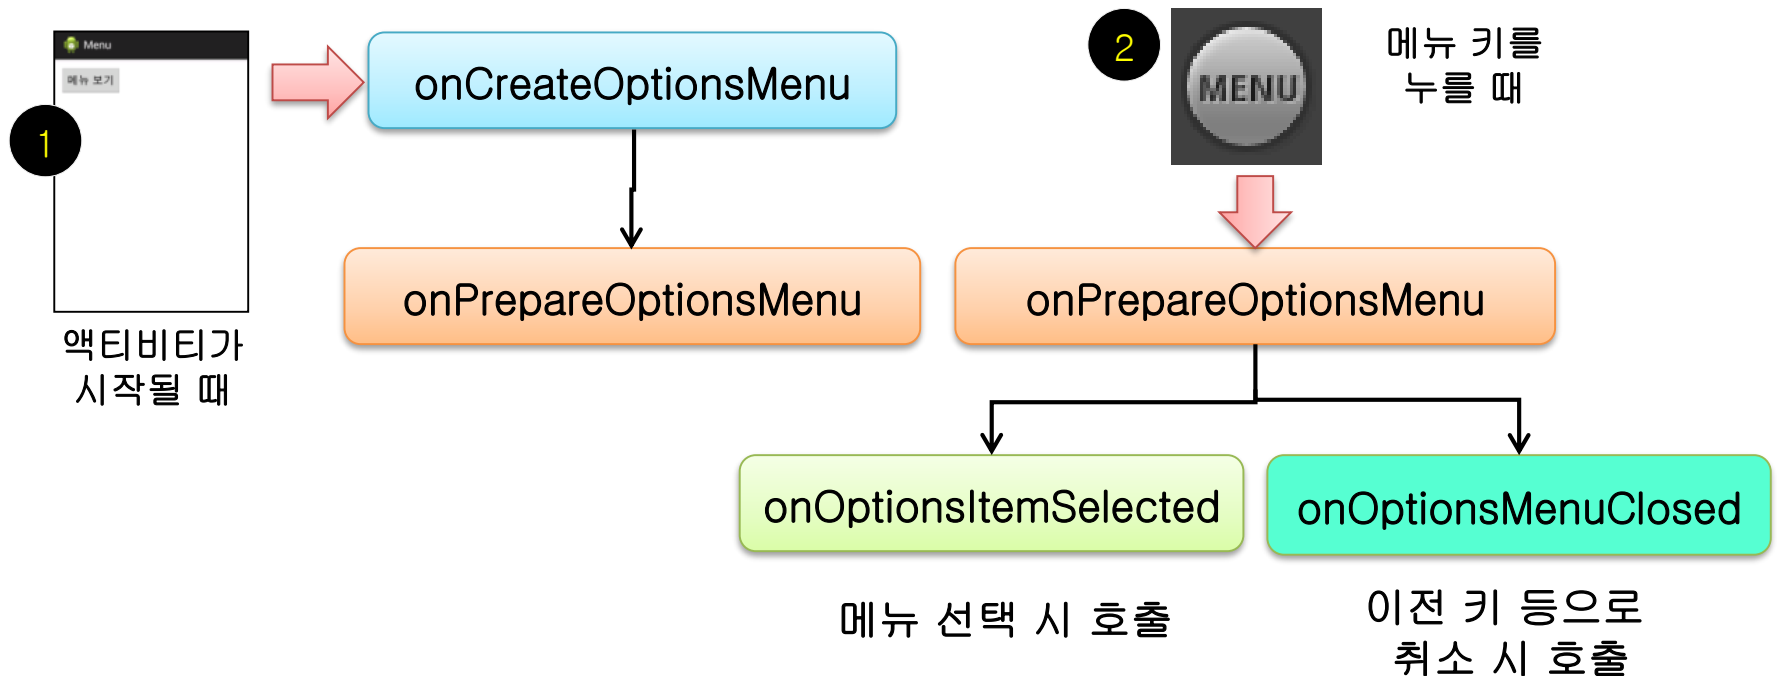 Menu
메뉴 보기
1
액티비티가
시작될 때
onCreateOptionsMenu
onPrepareOptionsMenu
2
MENU
메뉴 키를
누를 때
onPrepareOptionsMenu
onOptionsItemSelected
메뉴 선택 시 호출
onOptionsMenuClosed
이전 키 등으로
취소 시 호출